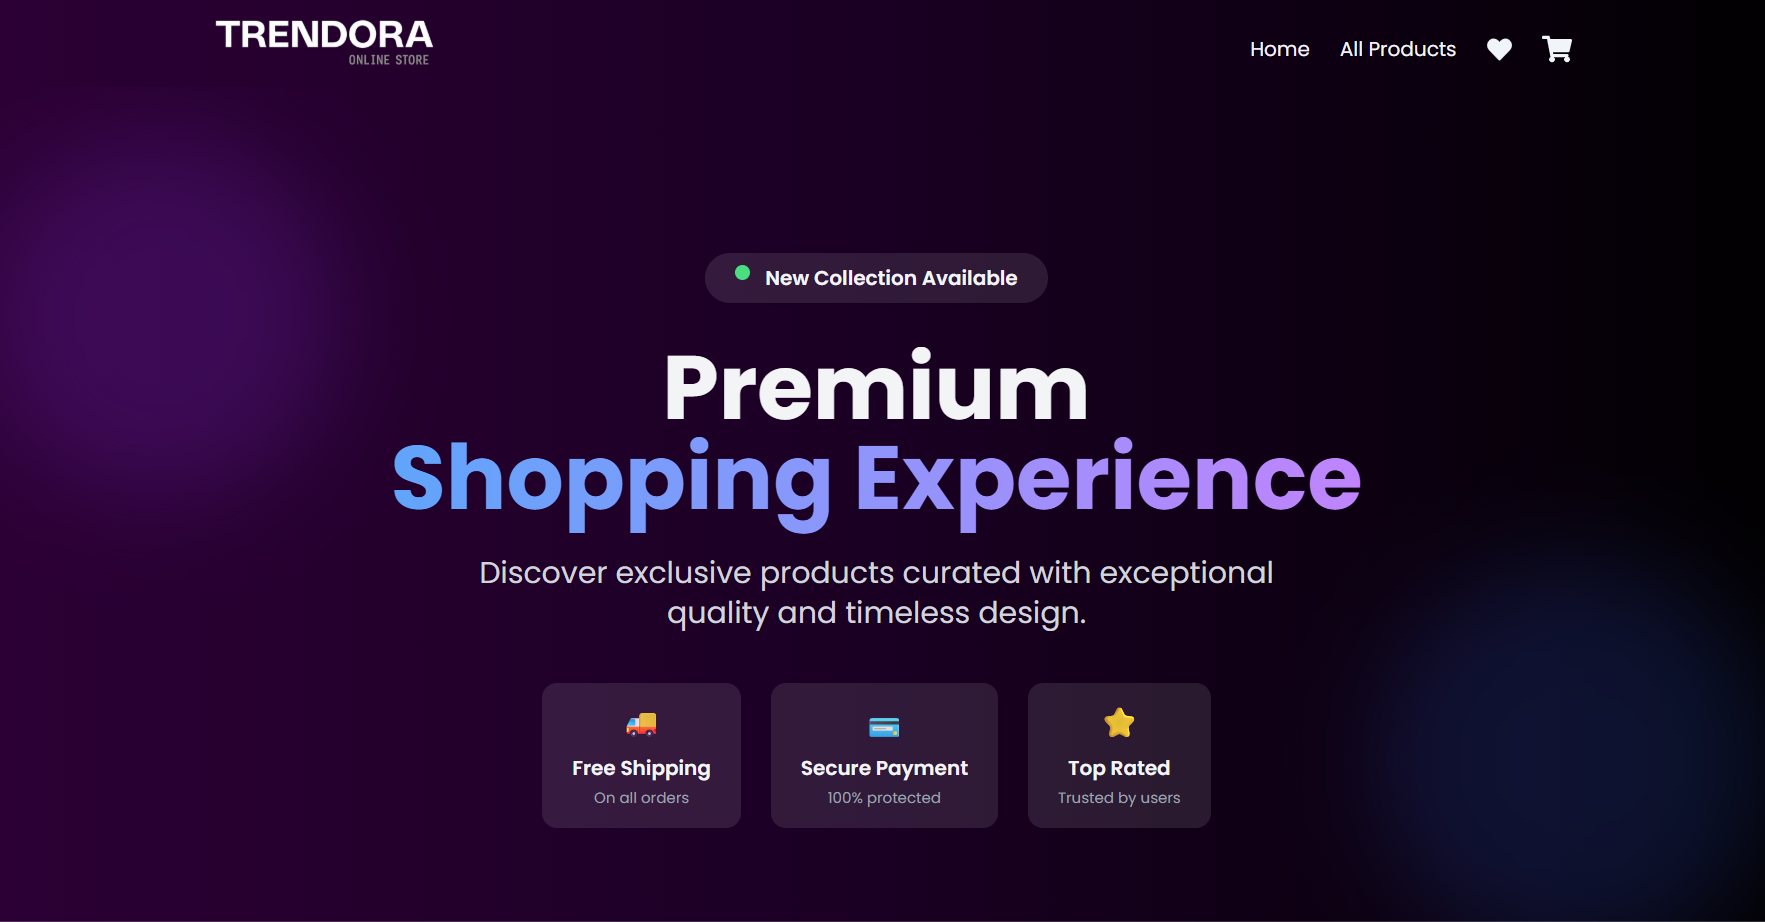 TRENDORA
ONLINE STORE
Home
All Products
New Collection Available
Premium
Shopping Experience
Discover exclusive products curated with exceptional
quality and timeless design.
Free Shipping
On all orders
Secure Payment
100% protected
Top Rated
Trusted by users